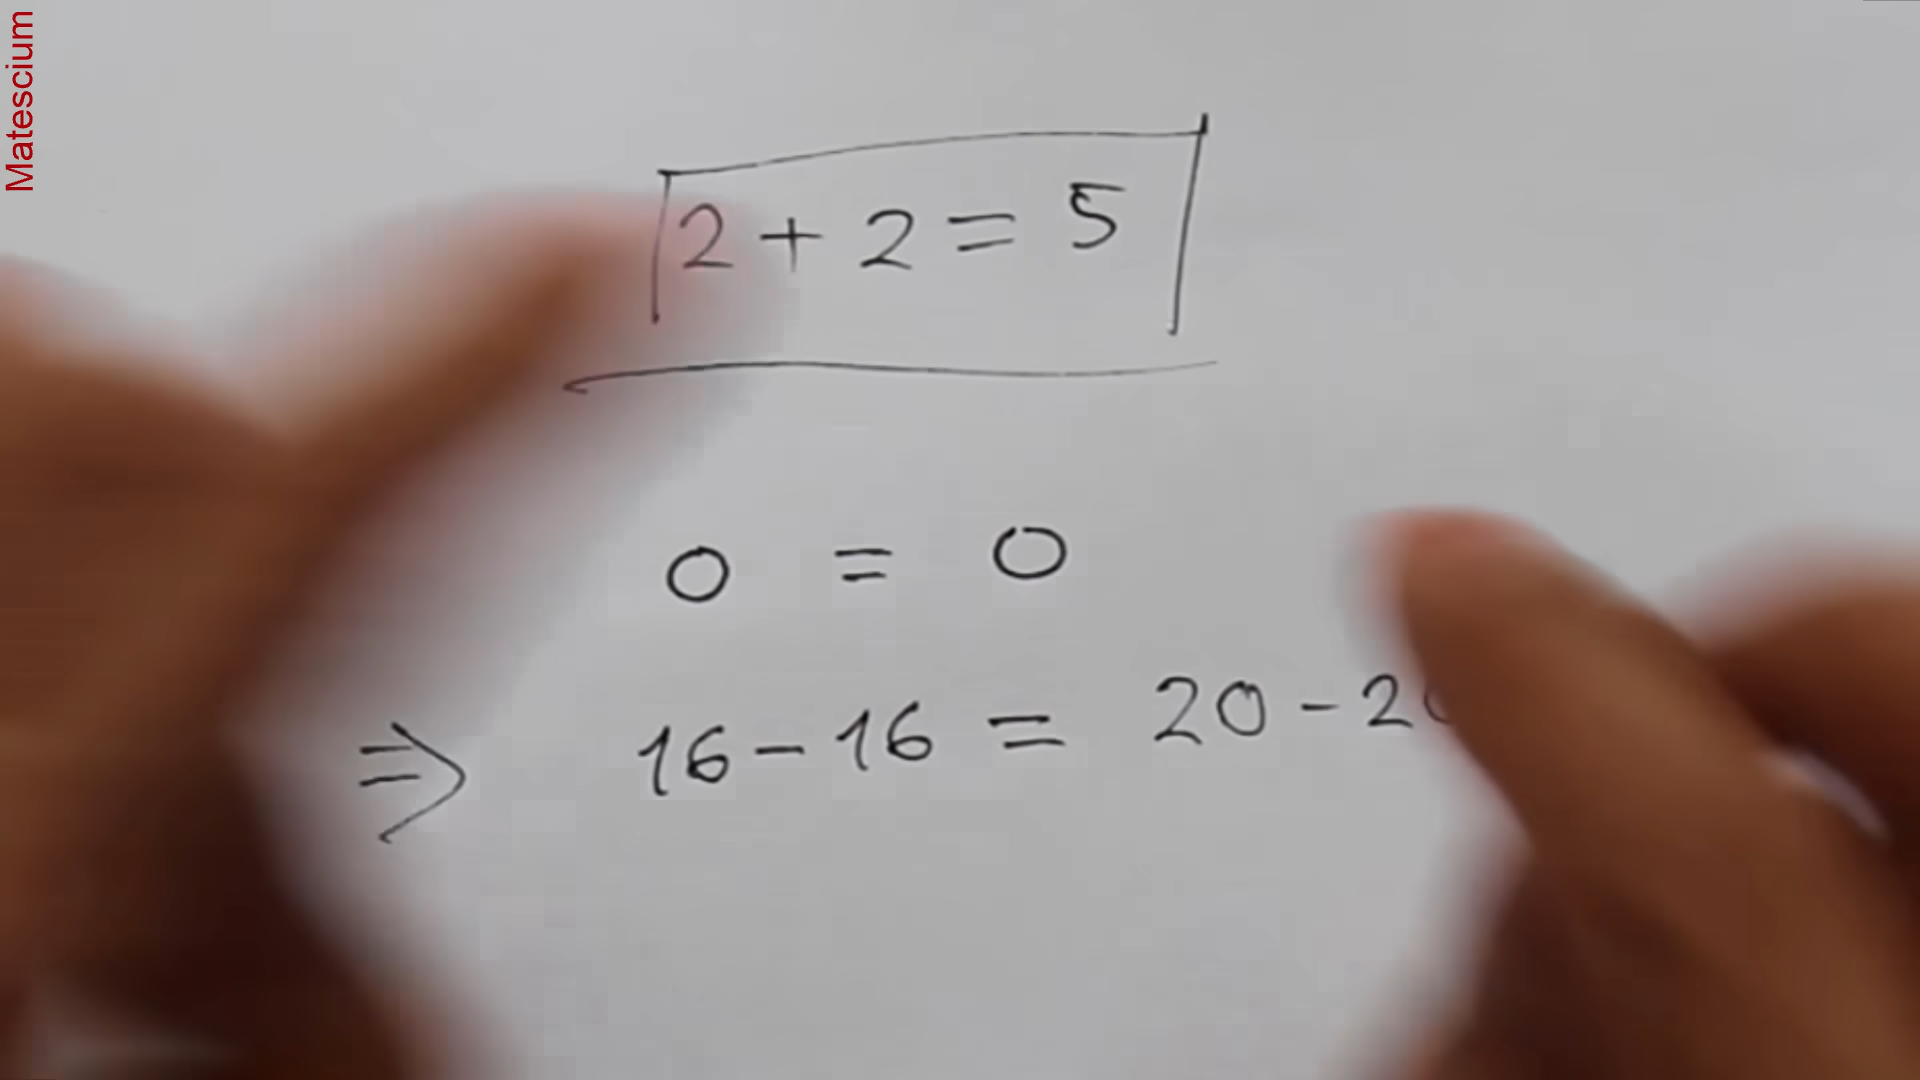 Matescium
2 + 2 = 5
0 = 0
⇒ 16 - 16 = 20 - 2